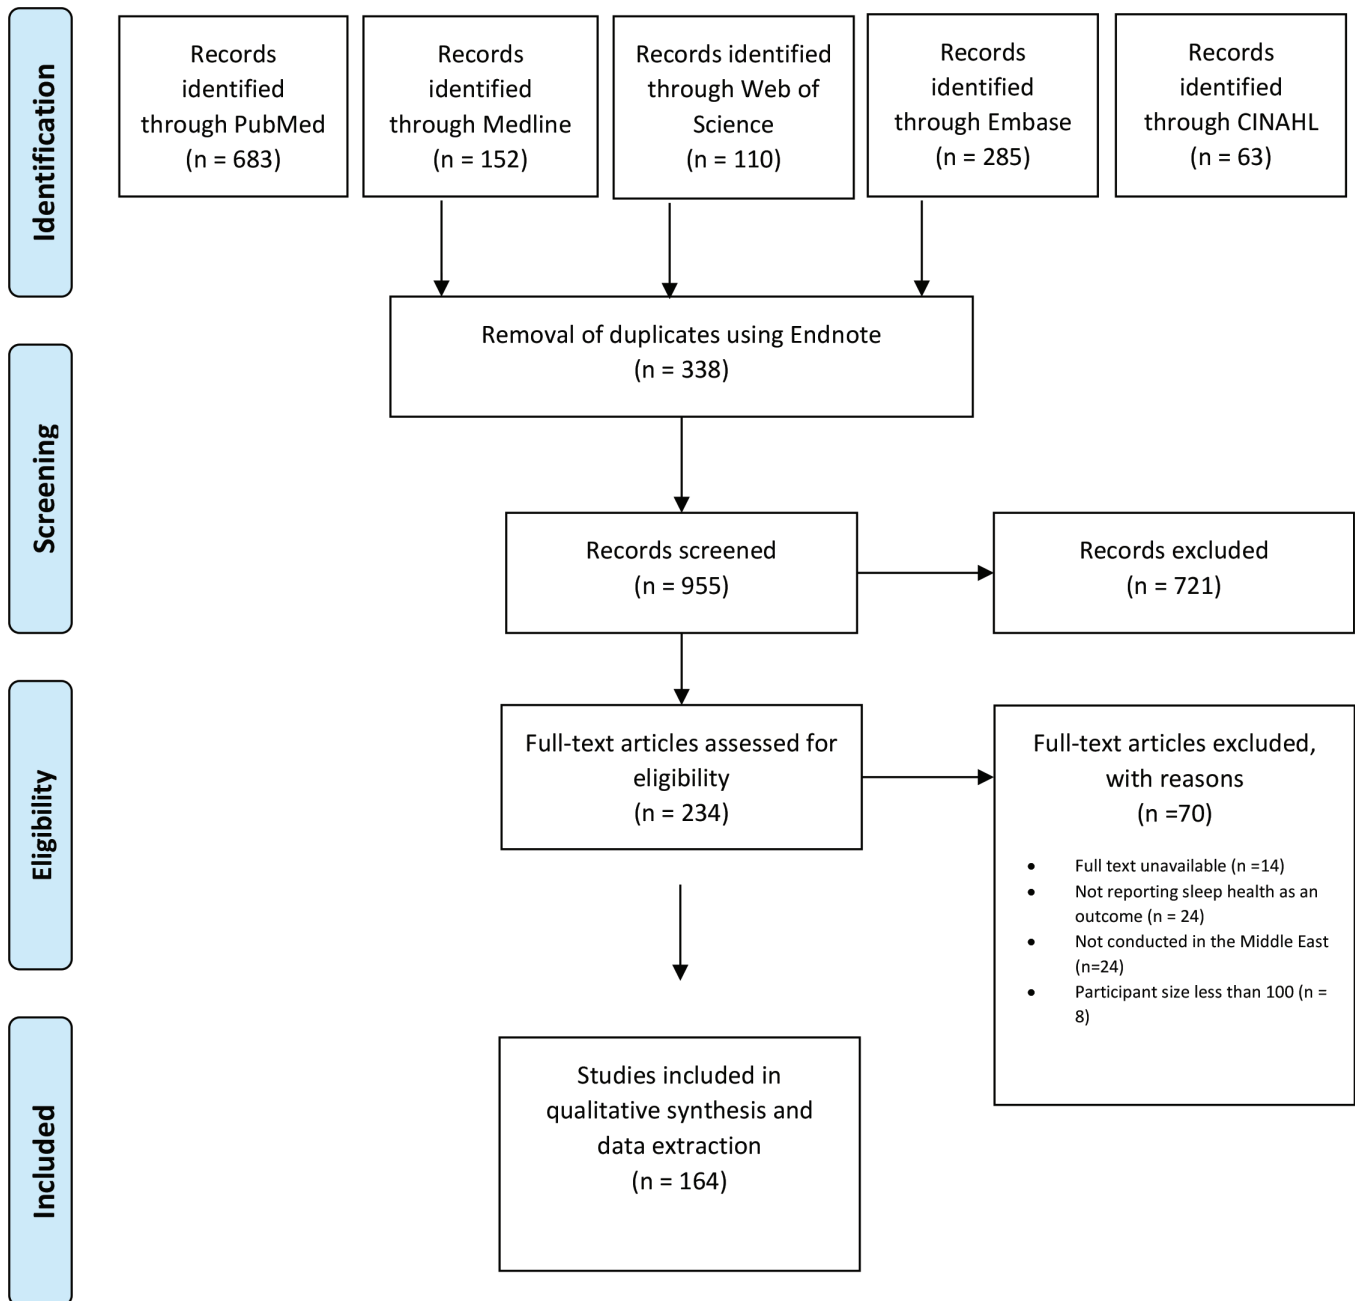 Identification
Records
identified
through PubMed
(n = 683)
Records
identified
through Medline
(n = 152)
Records identified
through Web of
Science
(n = 110)
Records
identified
through Embase
(n = 285)
Records
identified
through CINAHL
(n = 63)
Removal of duplicates using Endnote
(n = 338)
Screening
Records screened
(n = 955)
Records excluded
(n = 721)
Eligibility
Full-text articles assessed for
eligibility
(n = 234)
Full-text articles excluded,
with reasons
(n =70)
• Full text unavailable (n =14)
• Not reporting sleep health as an
outcome (n = 24)
• Not conducted in the Middle East
(n=24)
• Participant size less than 100 (n =
8)
Included
Studies included in
qualitative synthesis and
data extraction
(n = 164)